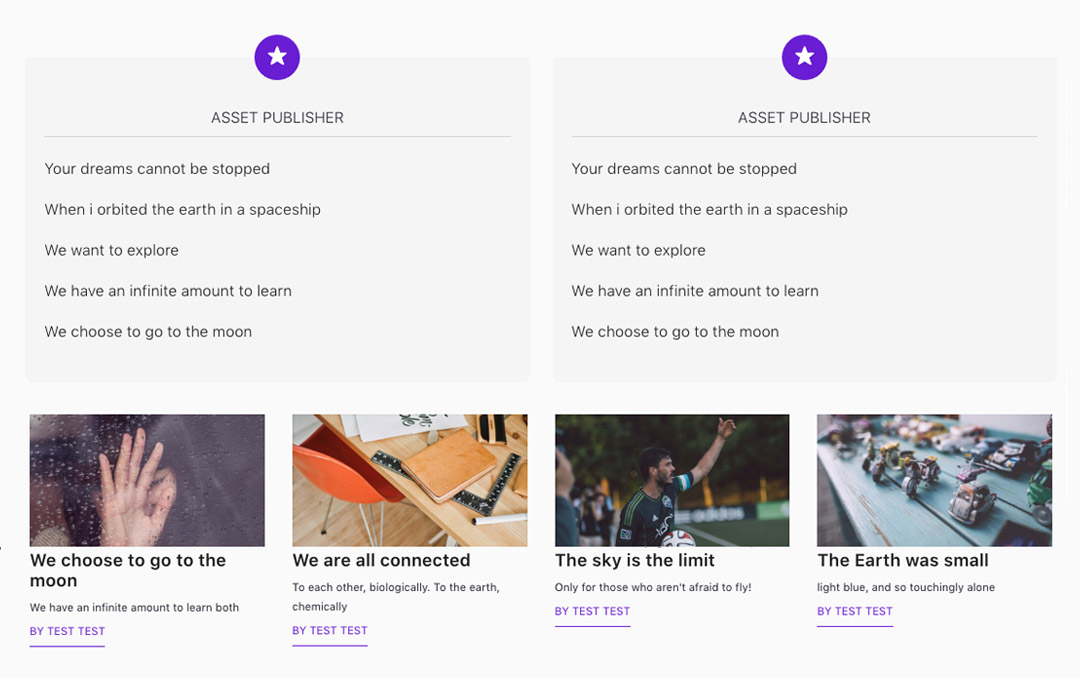 ASSET PUBLISHER
Your dreams cannot be stopped
When i orbited the earth in a spaceship
We want to explore
We have an infinite amount to learn
We choose to go to the moon
ASSET PUBLISHER
Your dreams cannot be stopped
When i orbited the earth in a spaceship
We want to explore
We have an infinite amount to learn
We choose to go to the moon
We choose to go to the
moon
We have an infinite amount to learn both
BY TEST TEST
We are all connected
To each other, biologically. To the earth,
chemically
BY TEST TEST
The sky is the limit
Only for those who aren't afraid to fly!
BY TEST TEST
The Earth was small
light blue, and so touchingly alone
BY TEST TEST